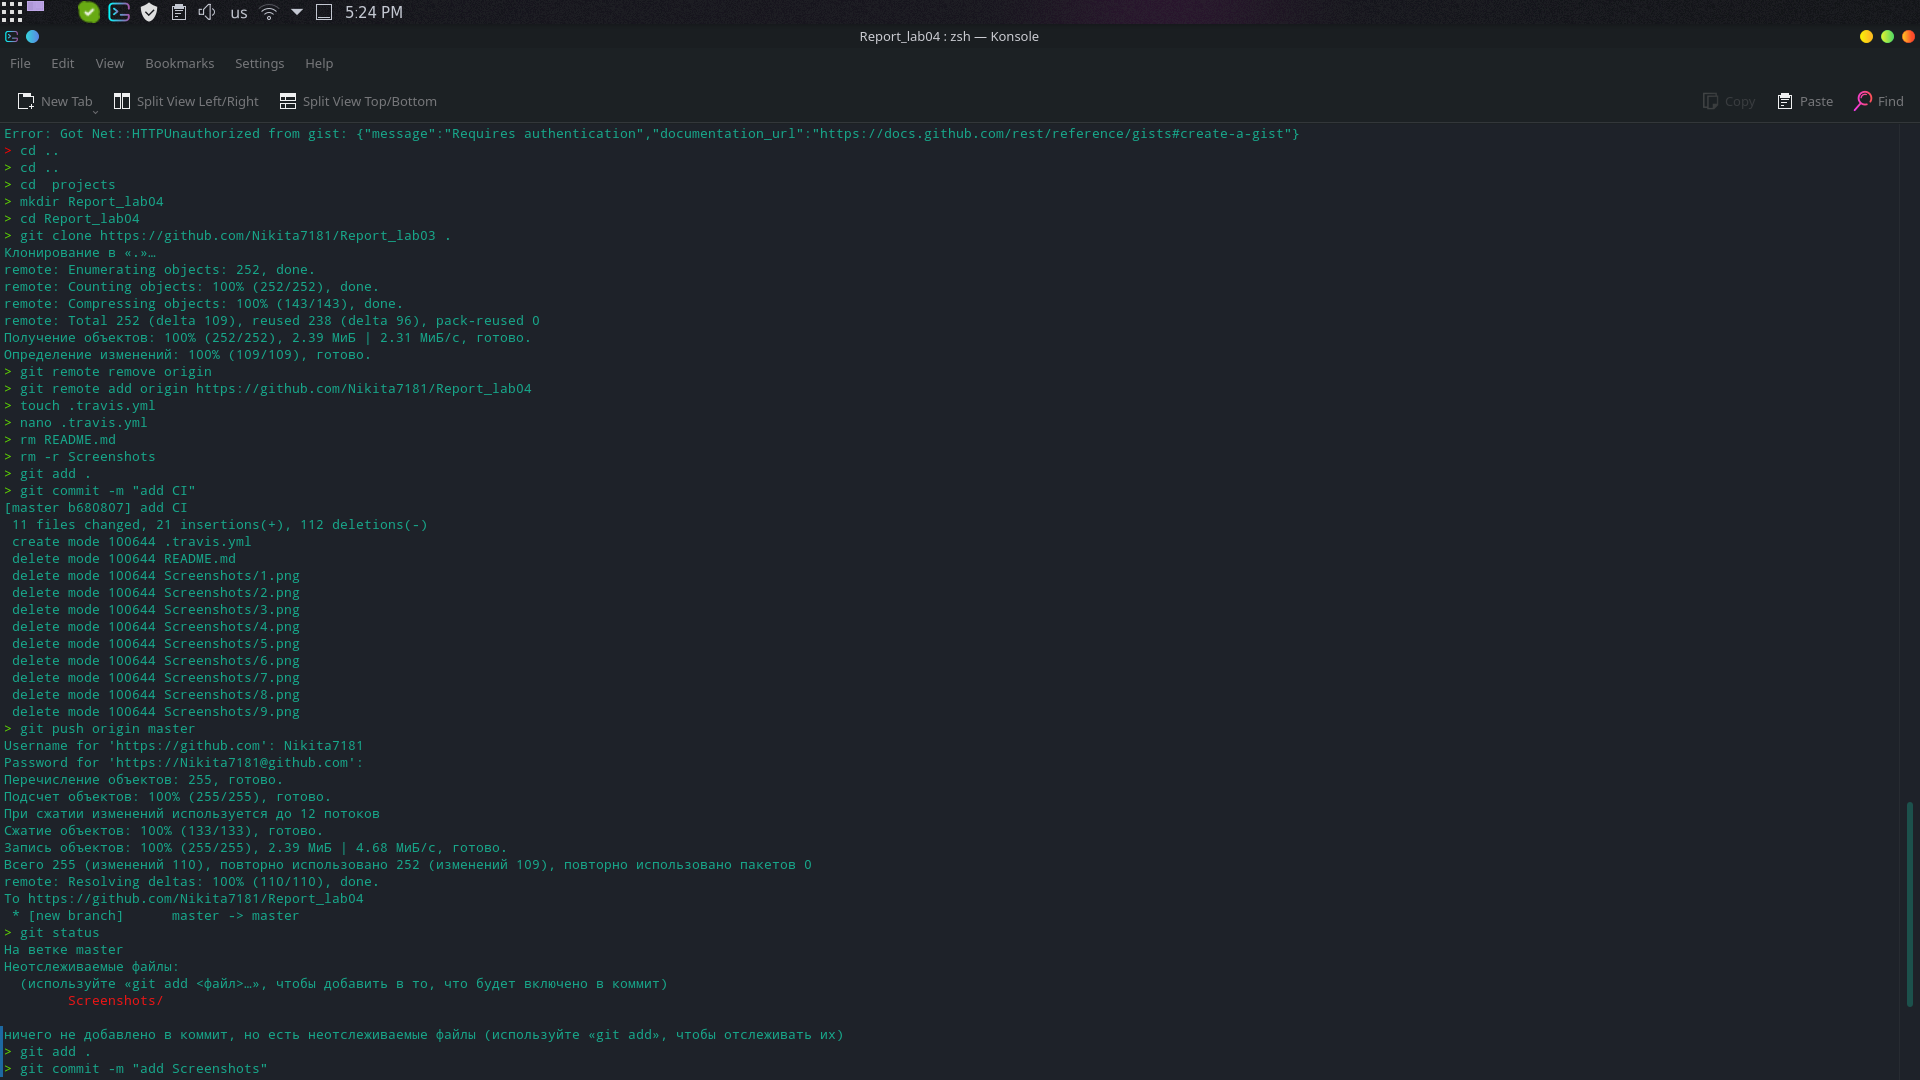 us 5:24 PM
Report_lab04 : zsh — Konsole
File Edit View Bookmarks Settings Help
New Tab Split View Left/Right Split View Top/Bottom Copy Paste Find
Error: Got Net::HTTPUnauthorized from gist: {"message":"Requires authentication","documentation_url":"https://docs.github.com/rest/reference/gists#create-a-gist"}
> cd ..
> cd ..
> cd  projects
> mkdir Report_lab04
> cd Report_lab04
> git clone https://github.com/Nikita7181/Report_lab03 .
Клонирование в «.»…
remote: Enumerating objects: 252, done.
remote: Counting objects: 100% (252/252), done.
remote: Compressing objects: 100% (143/143), done.
remote: Total 252 (delta 109), reused 238 (delta 96), pack-reused 0
Получение объектов: 100% (252/252), 2.39 МиБ | 2.31 МиБ/с, готово.
Определение изменений: 100% (109/109), готово.
> git remote remove origin
> git remote add origin https://github.com/Nikita7181/Report_lab04
> touch .travis.yml
> nano .travis.yml
> rm README.md
> rm -r Screenshots
> git add .
> git commit -m "add CI"
[master b680807] add CI
 11 files changed, 21 insertions(+), 112 deletions(-)
 create mode 100644 .travis.yml
 delete mode 100644 README.md
 delete mode 100644 Screenshots/1.png
 delete mode 100644 Screenshots/2.png
 delete mode 100644 Screenshots/3.png
 delete mode 100644 Screenshots/4.png
 delete mode 100644 Screenshots/5.png
 delete mode 100644 Screenshots/6.png
 delete mode 100644 Screenshots/7.png
 delete mode 100644 Screenshots/8.png
 delete mode 100644 Screenshots/9.png
> git push origin master
Username for 'https://github.com': Nikita7181
Password for 'https://Nikita7181@github.com':
Перечисление объектов: 255, готово.
Подсчет объектов: 100% (255/255), готово.
При сжатии изменений используется до 12 потоков
Сжатие объектов: 100% (133/133), готово.
Запись объектов: 100% (255/255), 2.39 МиБ | 4.68 МиБ/с, готово.
Всего 255 (изменений 110), повторно использовано 252 (изменений 109), повторно использовано пакетов 0
remote: Resolving deltas: 100% (110/110), done.
To https://github.com/Nikita7181/Report_lab04
 * [new branch]      master -> master
> git status
На ветке master
Неотслеживаемые файлы:
  (используйте «git add <файл>…», чтобы добавить в то, что будет включено в коммит)
        Screenshots/
ничего не добавлено в коммит, но есть неотслеживаемые файлы (используйте «git add», чтобы отслеживать их)
> git add .
> git commit -m "add Screenshots"